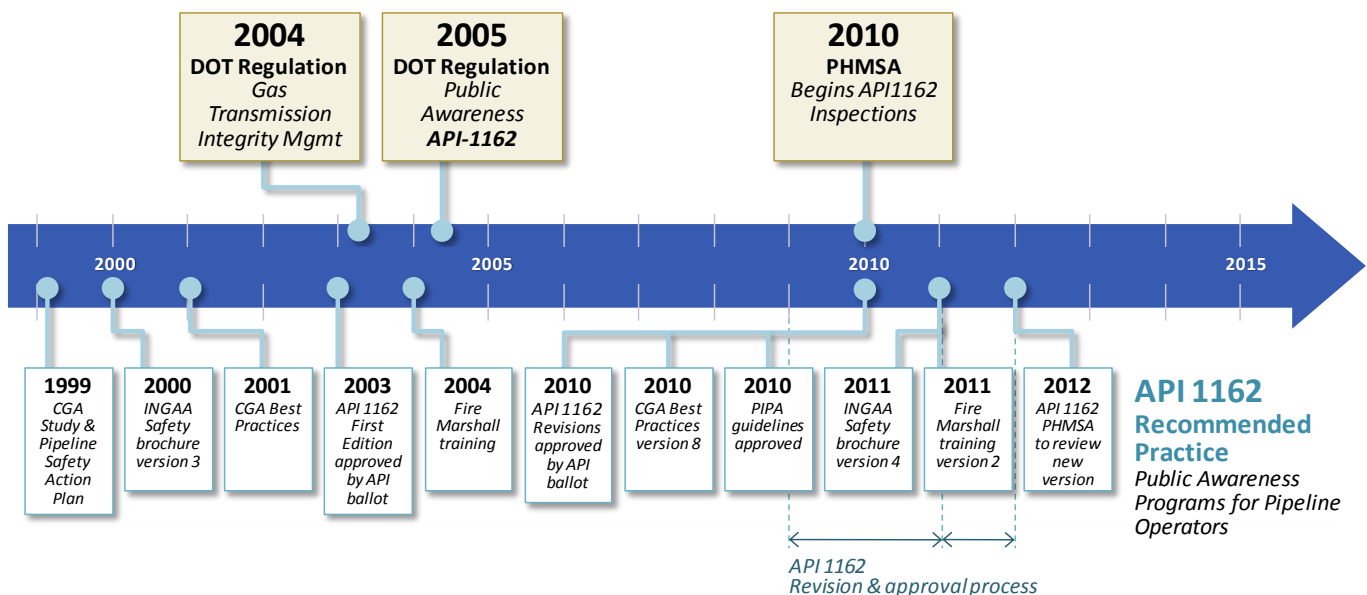 2004
DOT Regulation
Gas
Transmission
Integrity Mgmt
2005
DOT Regulation
Public
Awareness
API-1162
2010
PHMSA
Begins API1162
Inspections
2000
2005
2010
2015
1999
CGA
Study &
Pipeline
Safety
Action
Plan
2000
INGAA
Safety
brochure
version 3
2001
CGA Best
Practices
2003
API 1162
First
Edition
approved
by API
ballot
2004
Fire
Marshall
training
2010
API 1162
Revisions
approved
by API
ballot
2010
CGA Best
Practices
version 8
2010
PIPA
guidelines
approved
2011
INGAA
Safety
brochure
version 4
2011
Fire
Marshall
training
version 2
2012
API 1162
PHMSA
to review
new
version
API 1162
Recommended
Practice
Public Awareness
Programs for Pipeline
Operators
API 1162
Revision & approval process